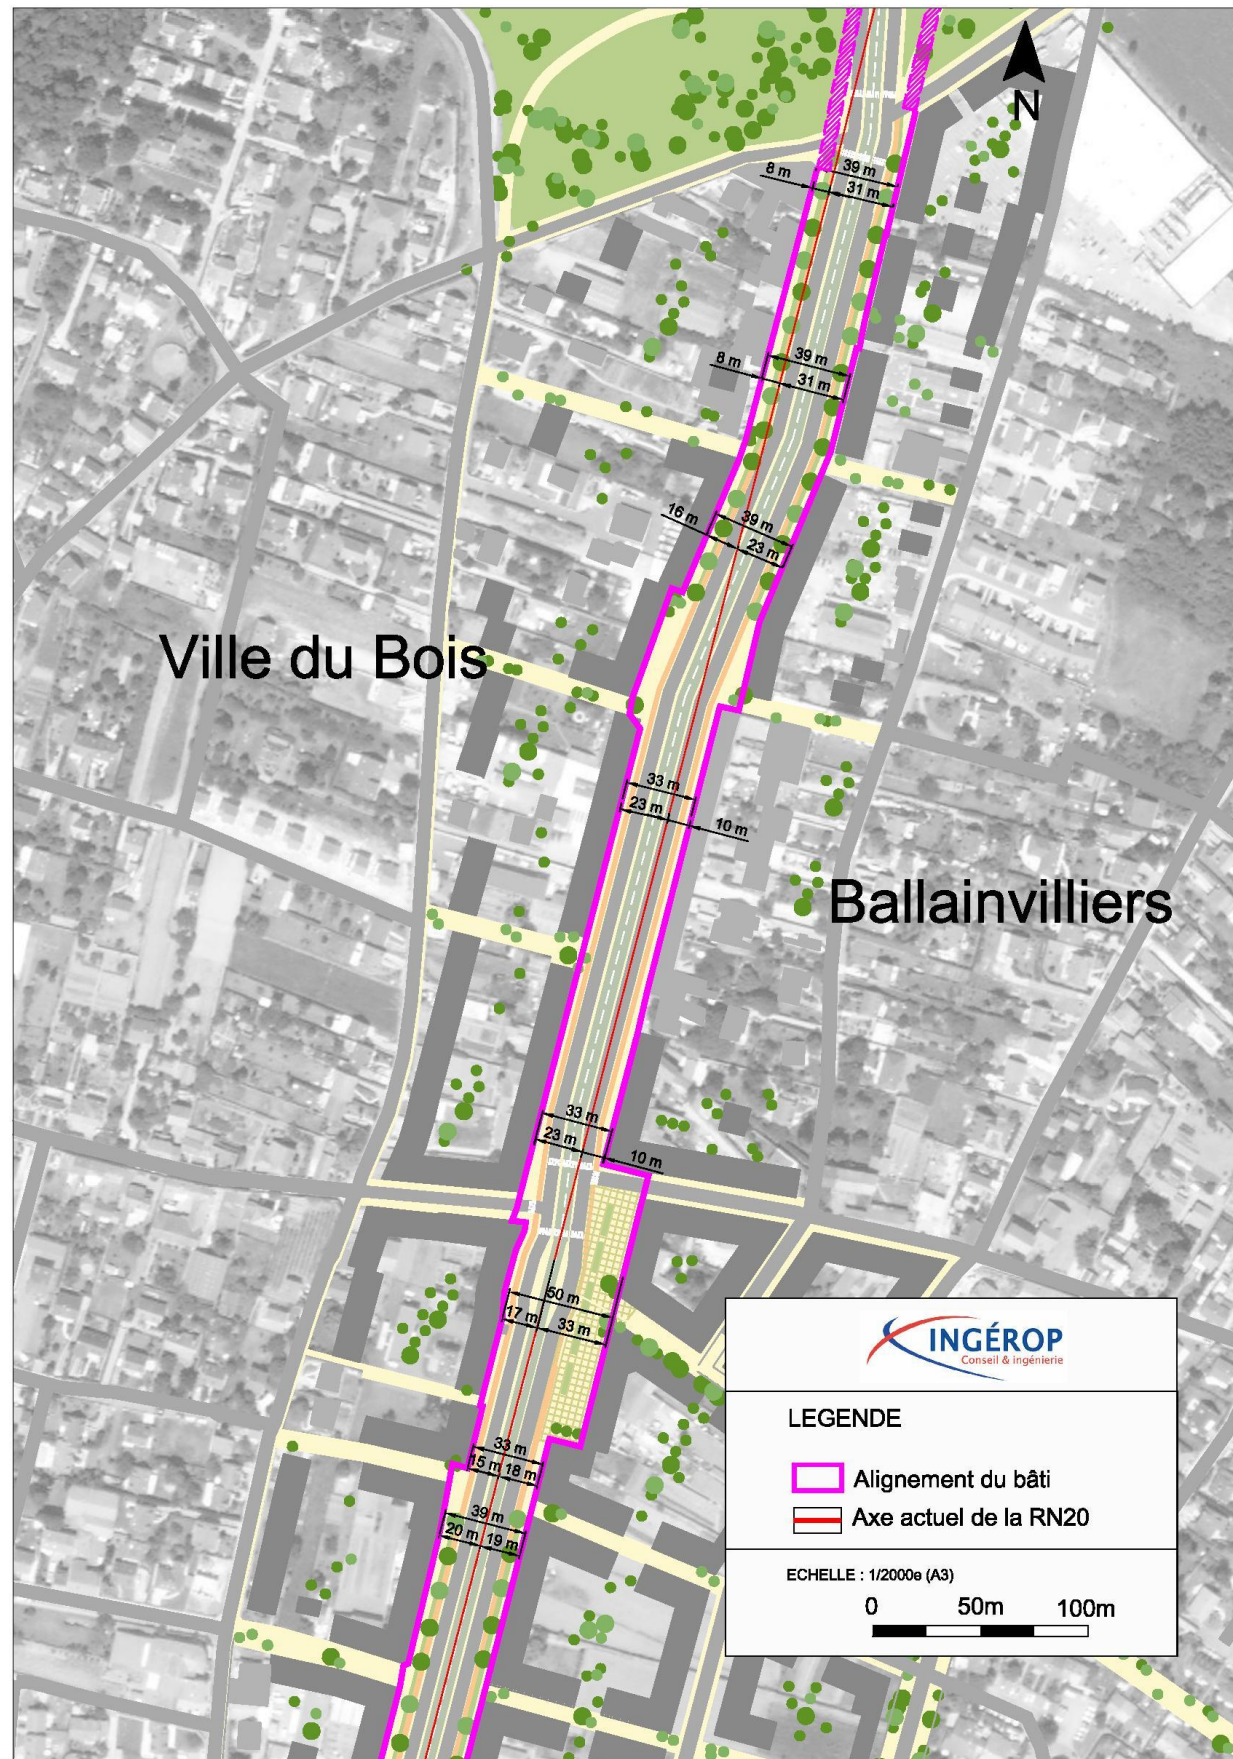 N
8 m
39 m
31 m
8 m
39 m
31 m
16 m
39 m
23 m
Ville du Bois
33 m
23 m
10 m
Ballainvilliers
33 m
23 m
10 m
50 m
17 m
33 m
33 m
15 m
18 m
39 m
20 m
19 m
INGÉROP
Conseil & ingénierie
LEGENDE
Alignement du bâti
Axe actuel de la RN20
ECHELLE : 1/2000e (A3)
0 50m 100m